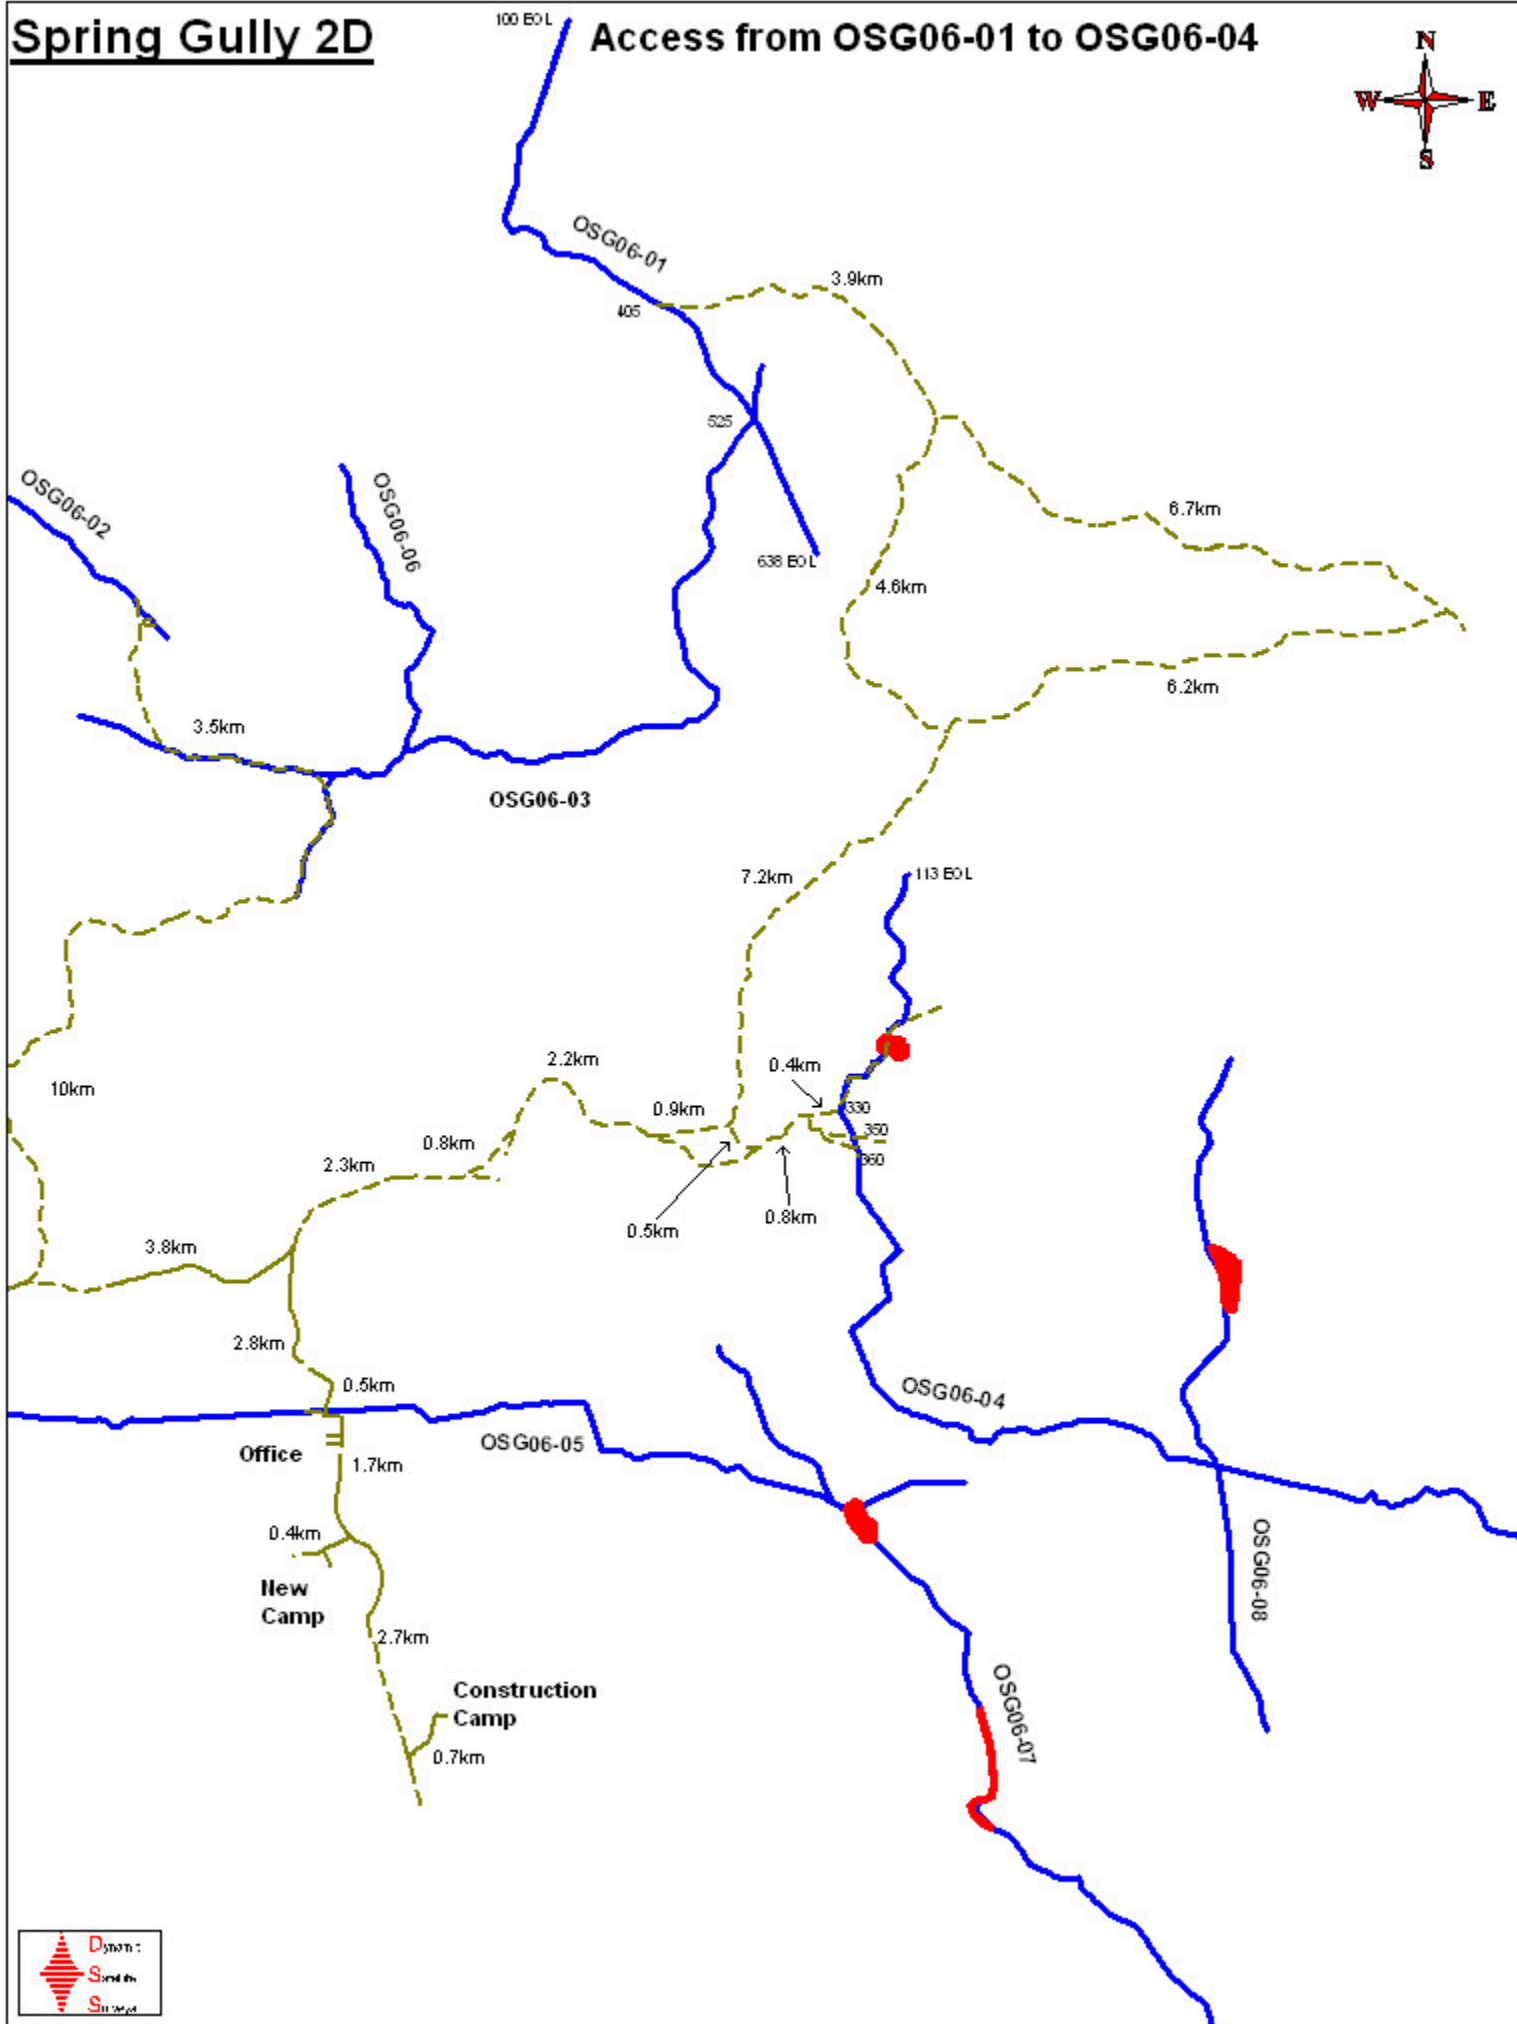 Spring Gully 2D
100 EOL
Access from OSG06-01 to OSG06-04
N
W
E
S
OSG06-01
3.9km
405
525
OSG06-02
OSG06-06
6.7km
638 EOL
4.6km
6.2km
3.5km
OSG06-03
7.2km
113 EOL
2.2km
0.4km
10km
0.9km
330
350
0.8km
360
2.3km
0.5km
0.8km
3.8km
2.8km
0.5km
OSG06-04
Office
OSG06-05
1.7km
0.4km
OSG06-08
New
Camp
2.7km
OSG06-07
Construction
Camp
0.7km
Dynamic
Satellite
Surveys